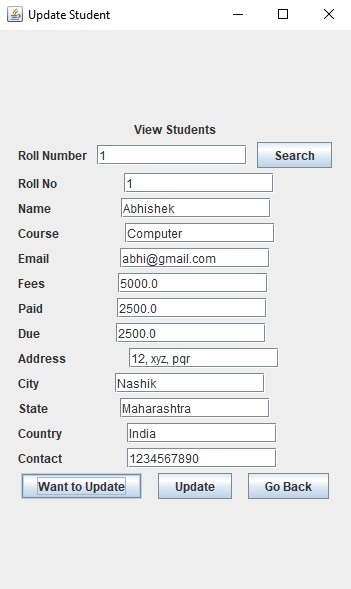 Update Student
View Students
Roll Number 1 Search
Roll No 1
Name Abhishek
Course Computer
Email abhi@gmail.com
Fees 5000.0
Paid 2500.0
Due 2500.0
Address 12, xyz, pqr
City Nashik
State Maharashtra
Country India
Contact 1234567890
Want to Update Update Go Back